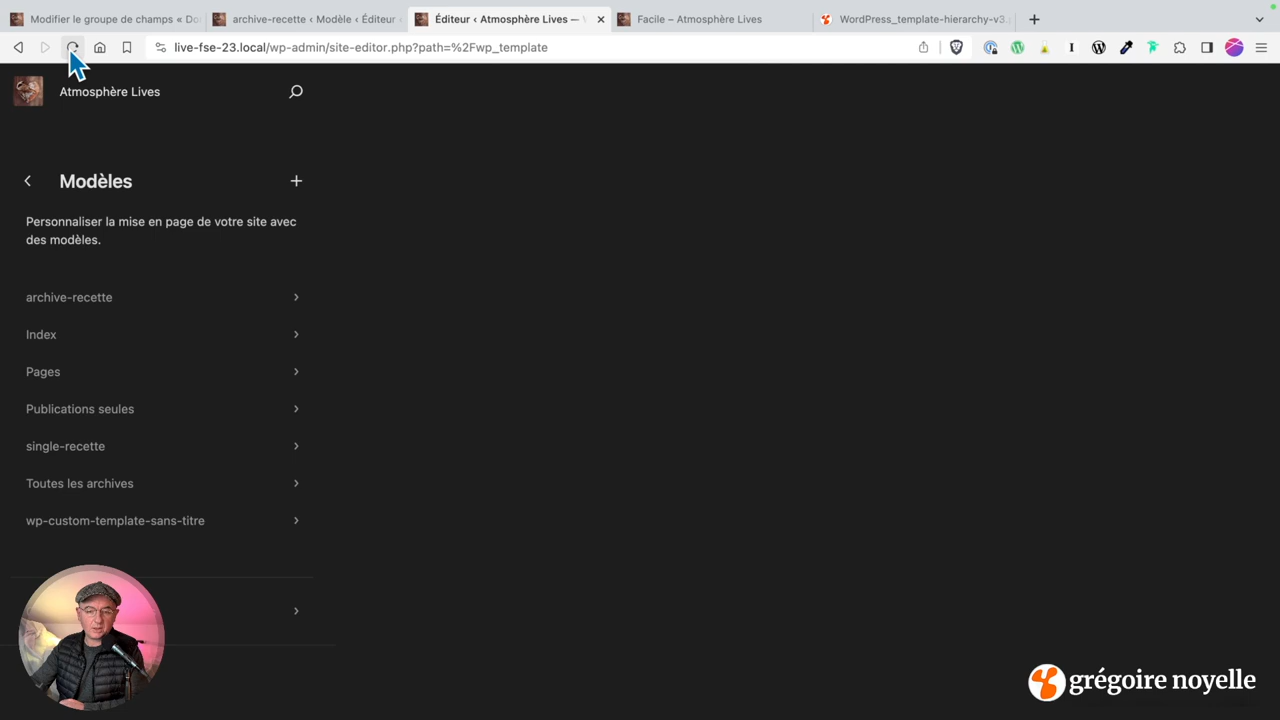 Modifier le groupe de champs « Do
archive-recette ‹ Modèle ‹ Éditeur ‹
Éditeur ‹ Atmosphère Lives —
Facile – Atmosphère Lives
WordPress_template-hierarchy-v3.
live-fse-23.local/wp-admin/site-editor.php?path=%2Fwp_template
Atmosphère Lives
Modèles
Personnaliser la mise en page de votre site avec
des modèles.
archive-recette
Index
Pages
Publications seules
single-recette
Toutes les archives
wp-custom-template-sans-titre
grégoire noyelle